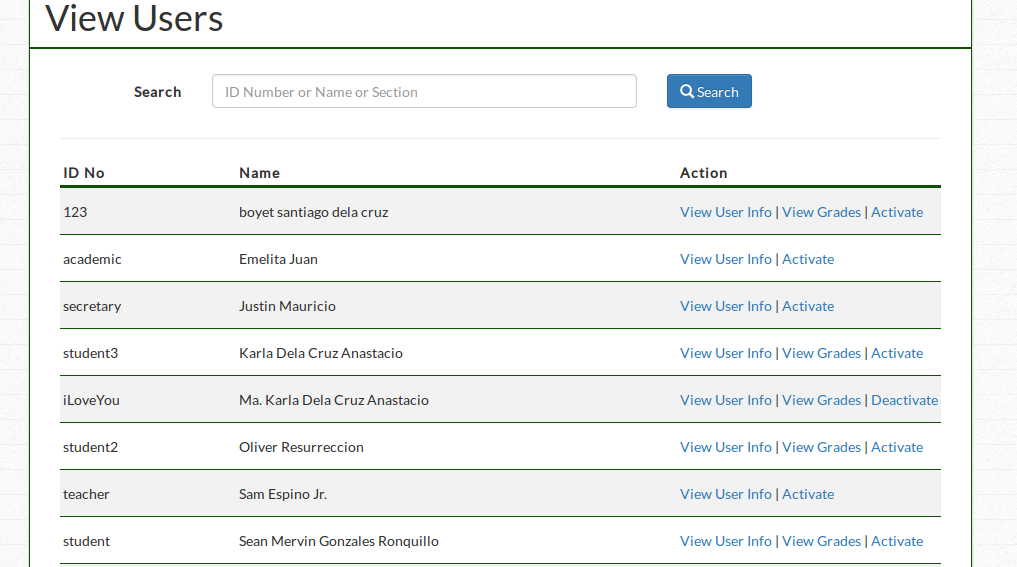 View Users
Search ID Number or Name or Section Search
ID No Name Action
123 boyet santiago dela cruz View User Info | View Grades | Activate
academic Emelita Juan View User Info | Activate
secretary Justin Mauricio View User Info | Activate
student3 Karla Dela Cruz Anastacio View User Info | View Grades | Activate
iLoveYou Ma. Karla Dela Cruz Anastacio View User Info | View Grades | Deactivate
student2 Oliver Resurreccion View User Info | View Grades | Activate
teacher Sam Espino Jr. View User Info | Activate
student Sean Mervin Gonzales Ronquillo View User Info | View Grades | Activate